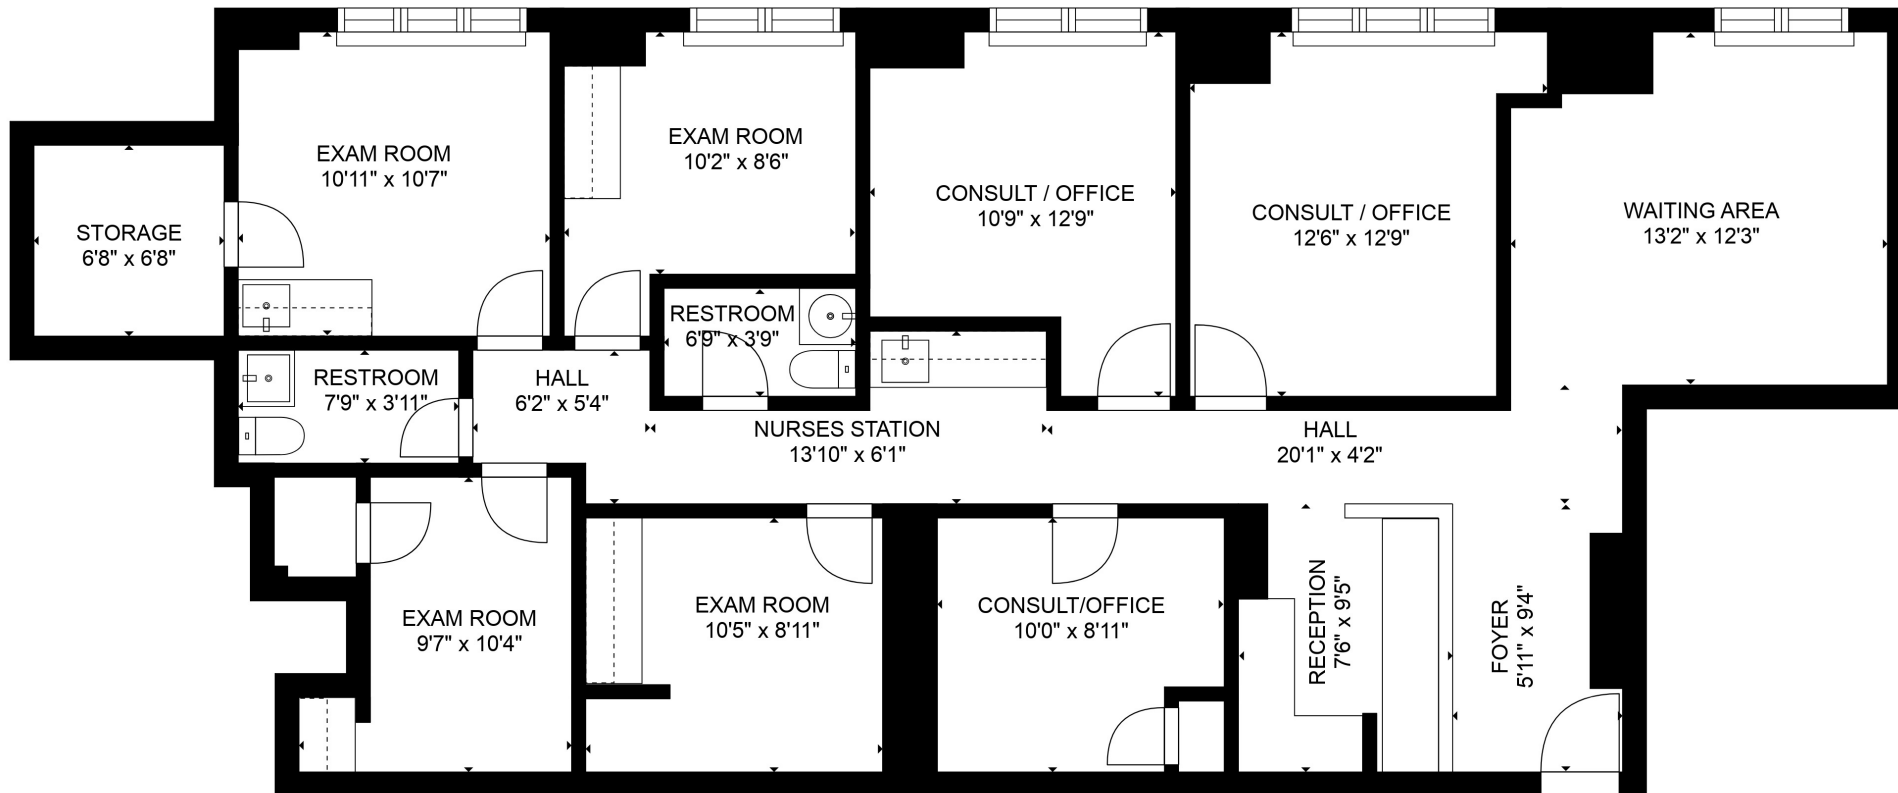 EXAM ROOM
10'11" x 10'7"
EXAM ROOM
10'2" x 8'6"
CONSULT / OFFICE
10'9" x 12'9"
CONSULT / OFFICE
12'6" x 12'9"
WAITING AREA
13'2" x 12'3"
STORAGE
6'8" x 6'8"
RESTROOM
6'9" x 3'9"
RESTROOM
7'9" x 3'11"
HALL
6'2" x 5'4"
NURSES STATION
13'10" x 6'1"
HALL
20'1" x 4'2"
EXAM ROOM
9'7" x 10'4"
EXAM ROOM
10'5" x 8'11"
CONSULT/OFFICE
10'0" x 8'11"
RECEPTION
7'6" x 9'5"
FOYER
5'11" x 9'4"